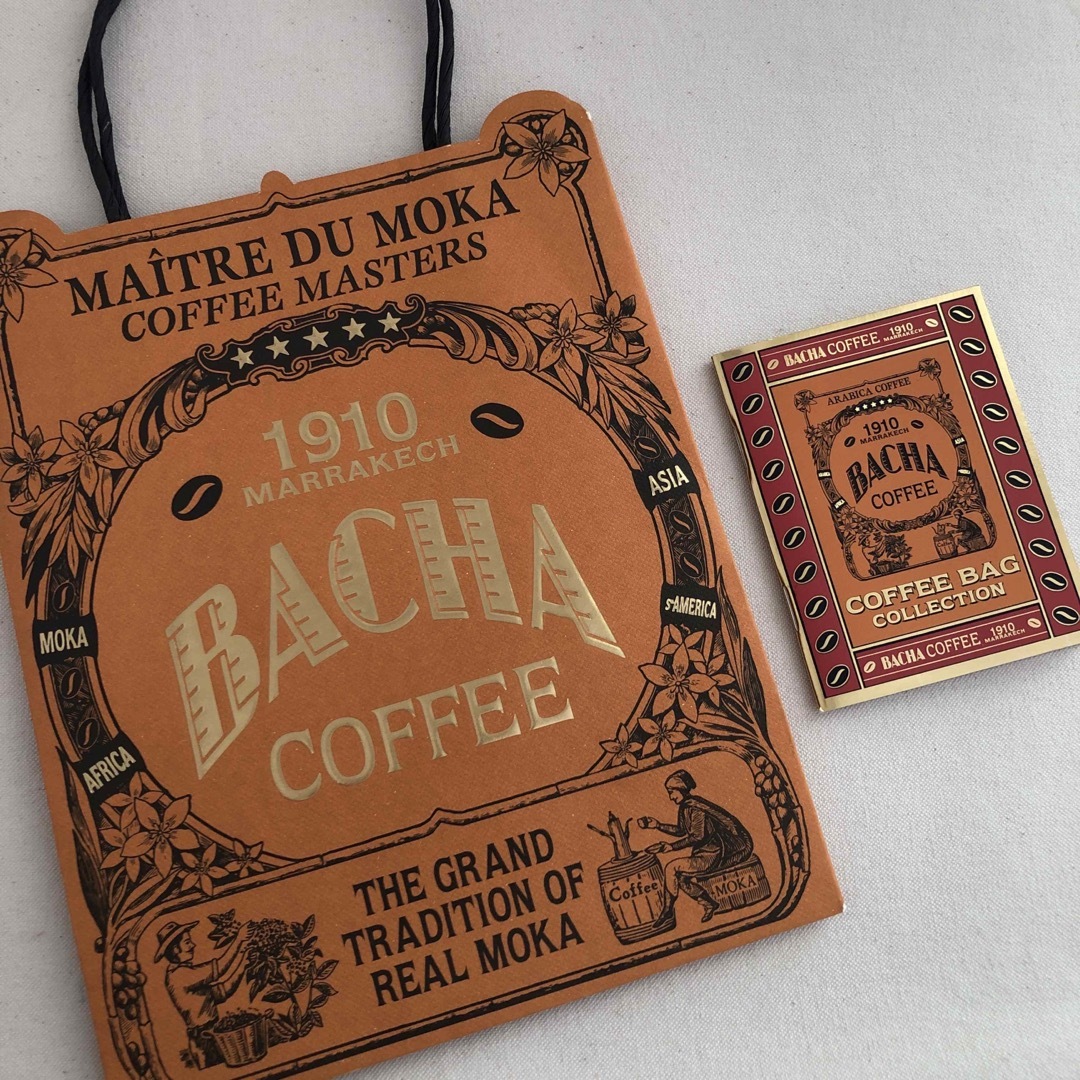 MAÎTRE DU MOKA
COFFEE MASTERS
1910
MARRAKECH
BACHA
COFFEE
MOKA
AFRICA
ASIA
S.AMERICA
THE GRAND
TRADITION OF
REAL MOKA
Coffee
MOKA
BACHA COFFEE 1910 MARRAKECH
ARABICA COFFEE
1910
MARRAKECH
BACHA
COFFEE
ASIA
COFFEE BAG
COLLECTION
BACHA COFFEE 1910 MARRAKECH